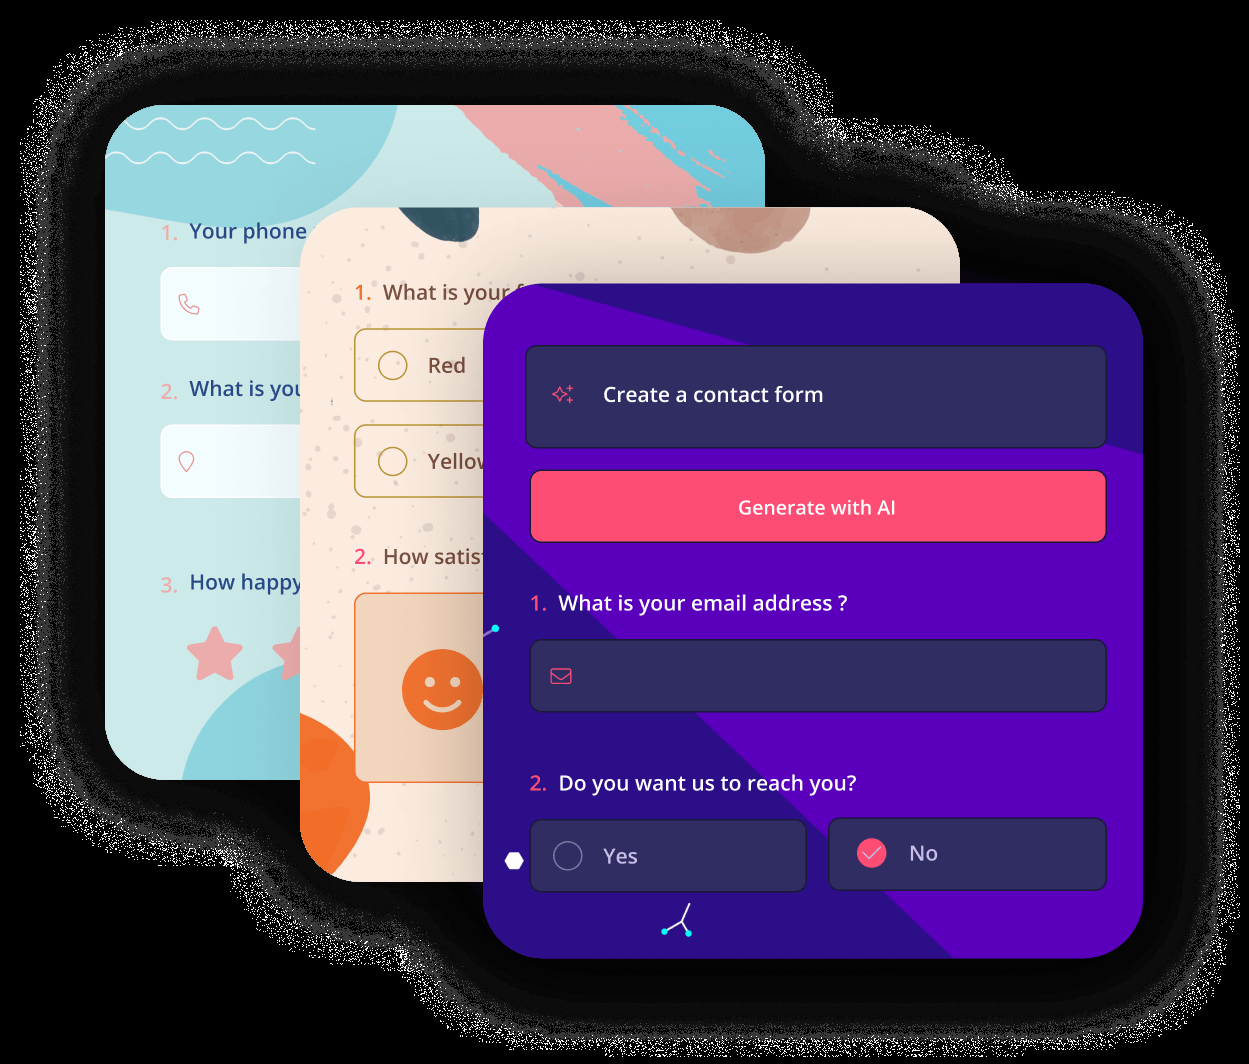 1. Your phone
2. What is you
3. How happy
1. What is your f
Red
Yellow
2. How satis
Create a contact form
Generate with AI
1. What is your email address ?
2. Do you want us to reach you?
Yes
No